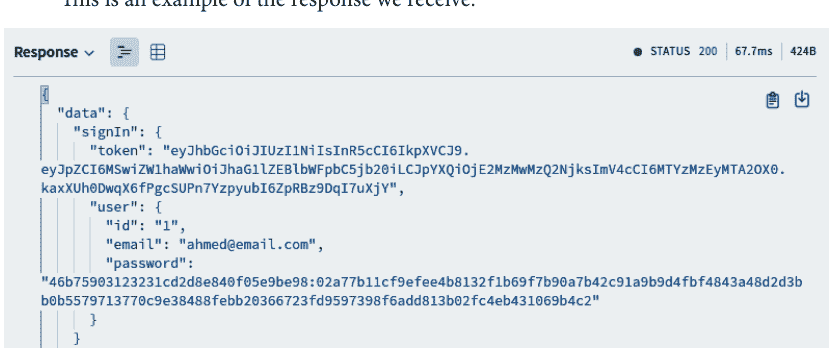 This is an example of the response we receive:
Response STATUS 200 67.7ms 424B
{
"data": {
"signIn": {
"token": "eyJhbGciOiJIUzI1NiIsInR5cCI6IkpXVCJ9.
eyJpZCI6MSwiZW1haWwiOiJhaG1lZEBlbWFpbC5jb20iLCJpYXQiOjE2MzMwMzQ2NjksImV4cCI6MTYzMzEyMTA2OX0.
kaxXUh0DwqX6fPgcSUPn7YzpyubI6ZpRBz9DqI7uXjY",
"user": {
"id": "1",
"email": "ahmed@email.com",
"password":
"46b75903123231cd2d8e840f05e9be98:02a77b11cf9efee4b8132f1b69f7b90a7b42c91a9b9d4fbf4843a48d2d3b
b0b5579713770c9e38488febb20366723fd9597398f6add813b02fc4eb431069b4c2"
}
}